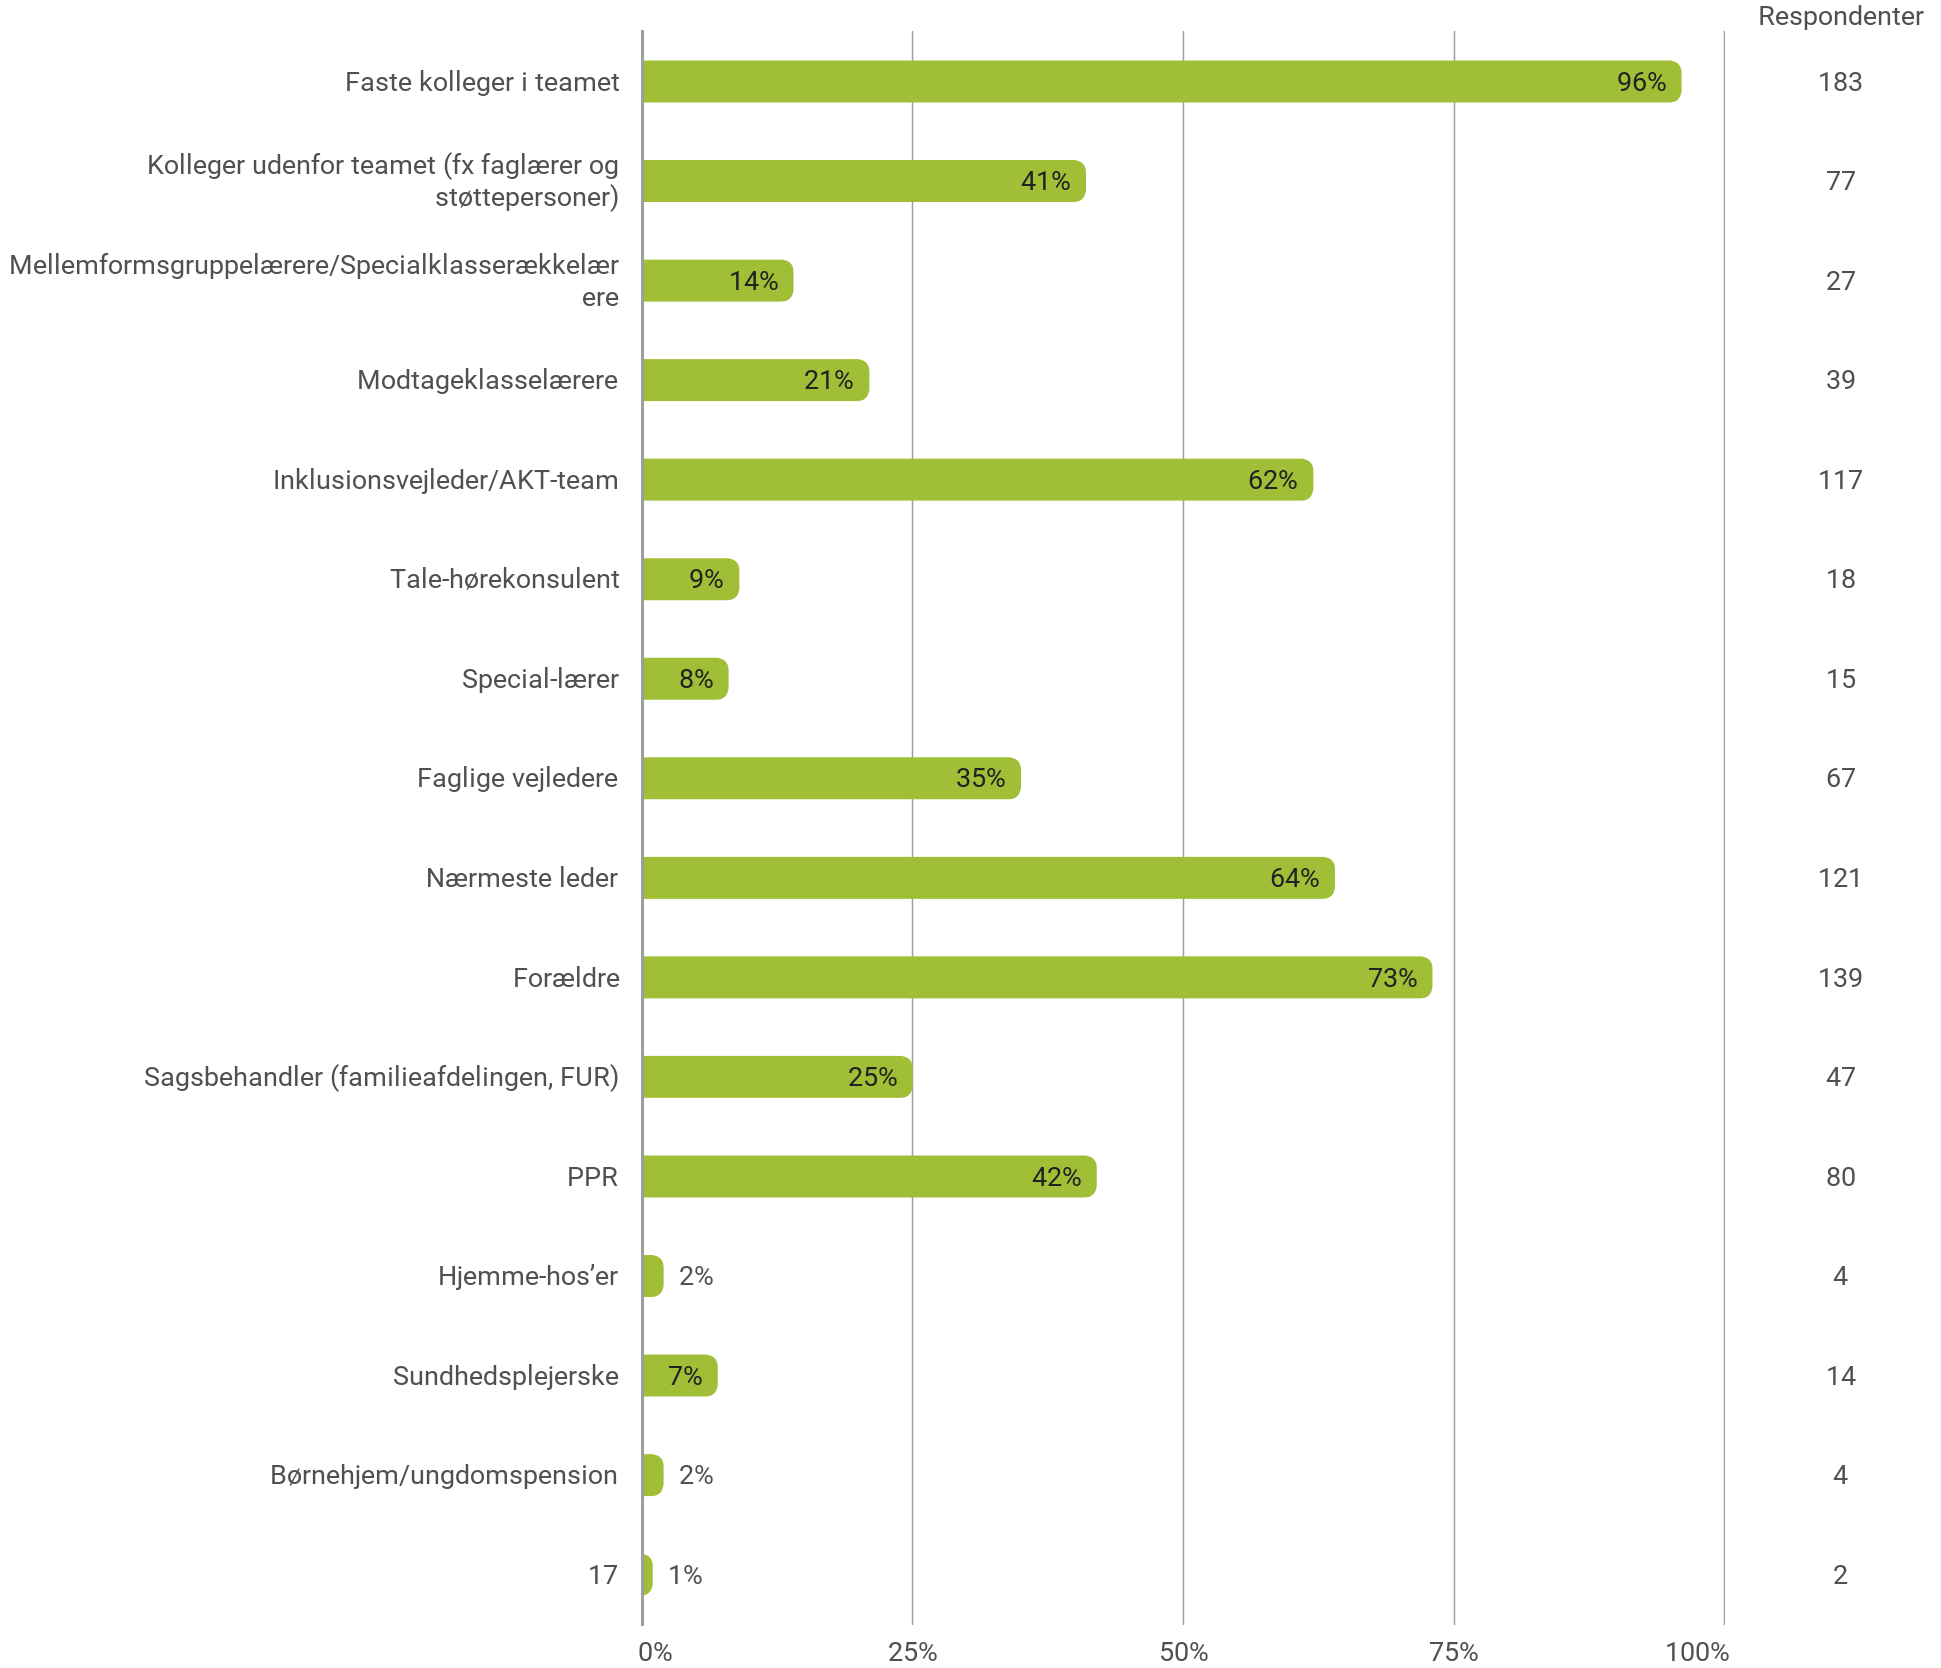 Respondenter
Faste kolleger i teamet 96% 183
Kolleger udenfor teamet (fx faglærer og
støttepersoner) 41% 77
Mellemformsgruppelærere/Specialklasserækkelær
ere 14% 27
Modtageklasselærere 21% 39
Inklusionsvejleder/AKT-team 62% 117
Tale-hørekonsulent 9% 18
Special-lærer 8% 15
Faglige vejledere 35% 67
Nærmeste leder 64% 121
Forældre 73% 139
Sagsbehandler (familieafdelingen, FUR) 25% 47
PPR 42% 80
Hjemme-hos’er 2% 4
Sundhedsplejerske 7% 14
Børnehjem/ungdomspension 2% 4
17 1% 2
0% 25% 50% 75% 100%